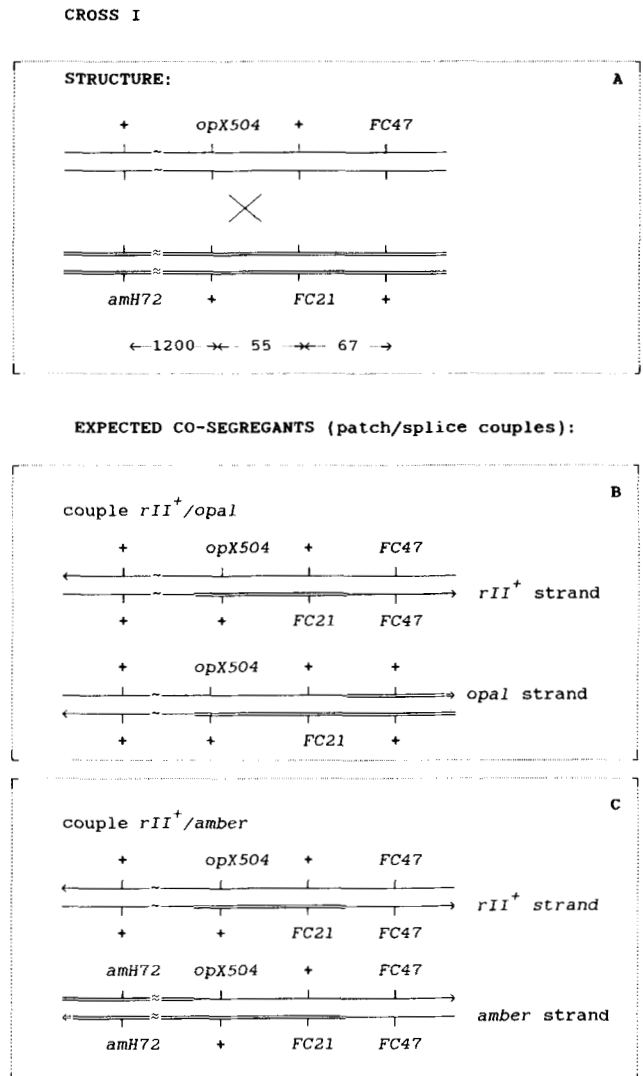 CROSS I
STRUCTURE: A
+ opX504 + FC47
amH72 + FC21 +
←—1200—→←— 55 —→←— 67 —→
EXPECTED CO-SEGREGANTS (patch/splice couples):
B
couple rII⁺/opal
+ opX504 + FC47
rII⁺ strand
+ + FC21 FC47
+ opX504 + +
opal strand
+ + FC21 +
C
couple rII⁺/amber
+ opX504 + FC47
rII⁺ strand
+ + FC21 FC47
amH72 opX504 + FC47
amber strand
amH72 + FC21 FC47